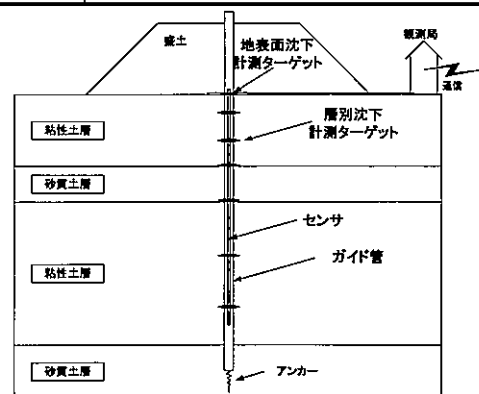 盛土
地表面沈下
計測ターゲット
観測局
通信
層別沈下
計測ターゲット
粘性土層
砂質土層
センサ
ガイド管
粘性土層
砂質土層
アンカー